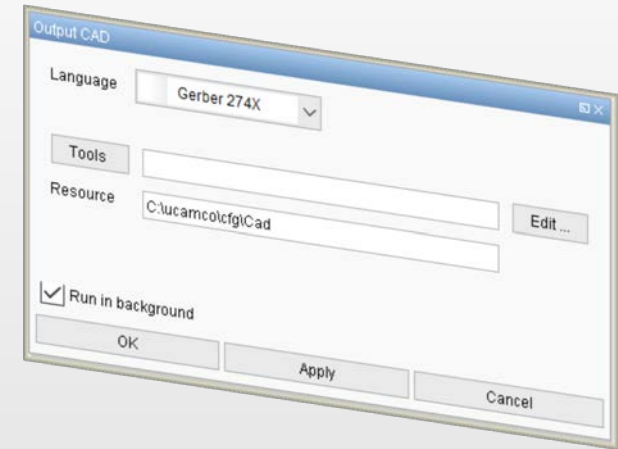 Output CAD
Language
Gerber 274X
Tools
Edit ...
Resource
C:\ucamco\cfg\Cad
Run in background
OK
Apply
Cancel